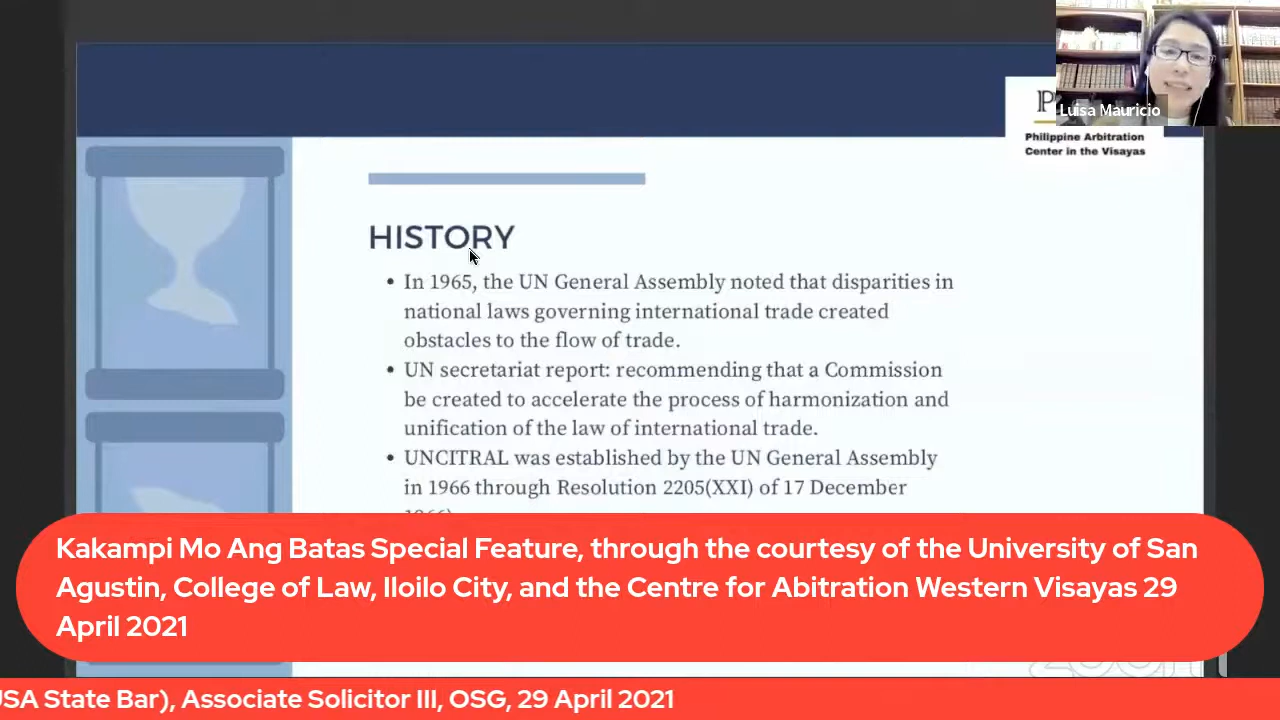 Luisa Mauricio
Philippine Arbitration
Center in the Visayas
HISTORY
• In 1965, the UN General Assembly noted that disparities in
national laws governing international trade created
obstacles to the flow of trade.
• UN secretariat report: recommending that a Commission
be created to accelerate the process of harmonization and
unification of the law of international trade.
• UNCITRAL was established by the UN General Assembly
in 1966 through Resolution 2205(XXI) of 17 December
Kakampi Mo Ang Batas Special Feature, through the courtesy of the University of San
Agustin, College of Law, Iloilo City, and the Centre for Abitration Western Visayas 29
April 2021
State Bar), Associate Solicitor III, OSG, 29 April 2021